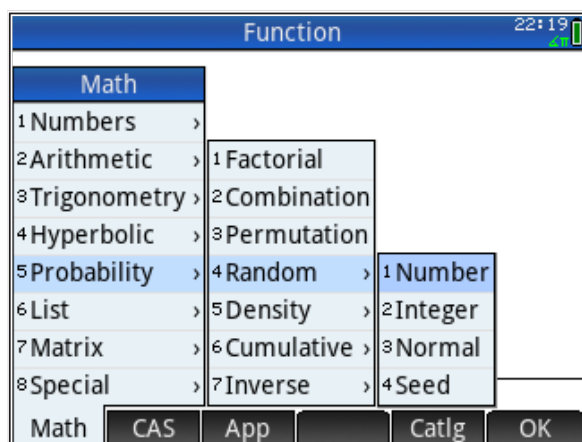 Function 22:19
∡π
Math
1 Numbers ›
2 Arithmetic ›
3 Trigonometry ›
4 Hyperbolic ›
5 Probability ›
6 List ›
7 Matrix ›
8 Special ›
1 Factorial
2 Combination
3 Permutation
4 Random ›
5 Density ›
6 Cumulative ›
7 Inverse ›
1 Number
2 Integer
3 Normal
4 Seed
Math CAS App Catlg OK